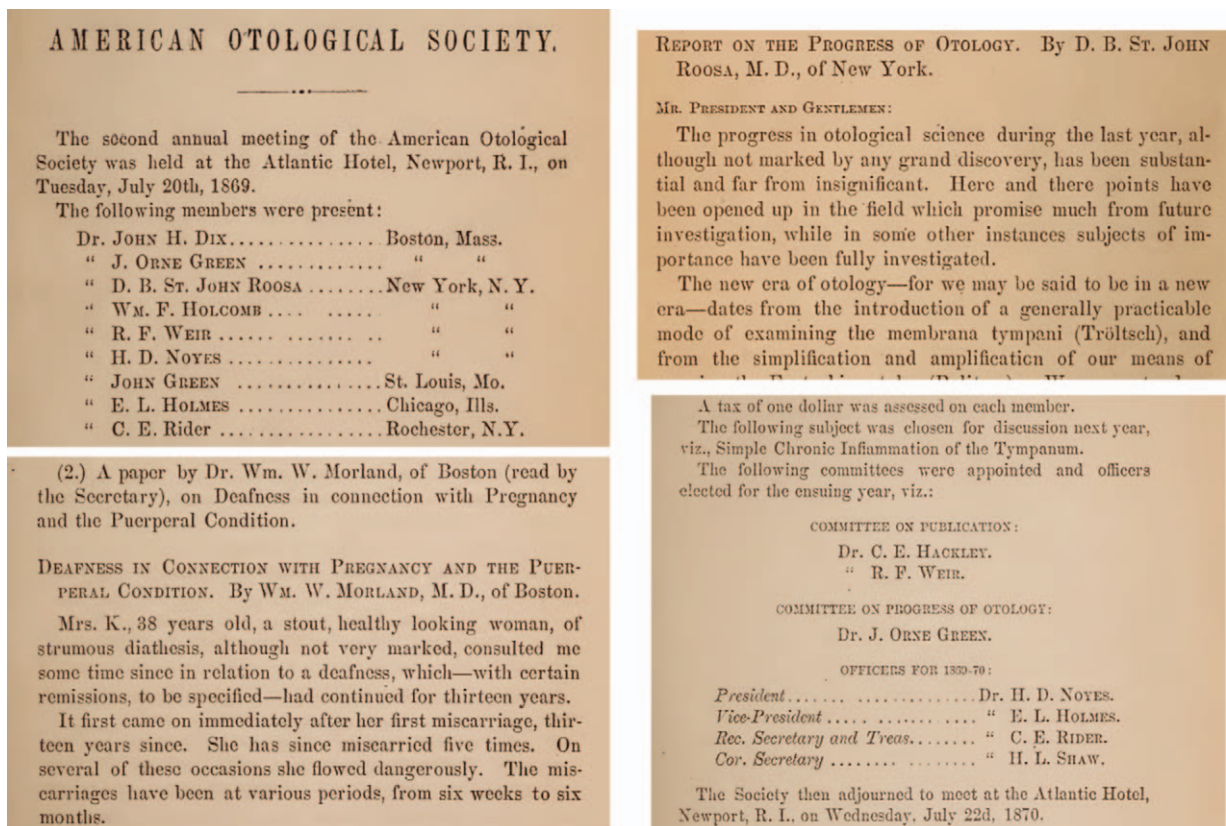 AMERICAN OTOLOGICAL SOCIETY.
The second annual meeting of the American Otological
Society was held at the Atlantic Hotel, Newport, R. I., on
Tuesday, July 20th, 1869.
The following members were present:
Dr. JOHN H. DIX................Boston, Mass.
“ J. ORNE GREEN ............. “ “
“ D. B. ST. JOHN ROOSA ........New York, N. Y.
“ WM. F. HOLCOMB .... ...... “ “
“ R. F. WEIR ...... ......... .. “ “
“ H. D. NOYES ............... “ “
“ JOHN GREEN ................St. Louis, Mo.
“ E. L. HOLMES ...............Chicago, Ills.
“ C. E. Rider .................Rochester, N.Y.
(2.) A paper by Dr. Wm. W. Morland, of Boston (read by
the Secretary), on Deafness in connection with Pregnancy
and the Puerperal Condition.
DEAFNESS IN CONNECTION WITH PREGNANCY AND THE PUER-
PERAL CONDITION. By WM. W. MORLAND, M. D., of Boston.
Mrs. K., 38 years old, a stout, healthy looking woman, of
strumous diathesis, although not very marked, consulted me
some time since in relation to a deafness, which—with certain
remissions, to be specified—had continued for thirteen years.
It first came on immediately after her first miscarriage, thir-
teen years since. She has since miscarried five times. On
several of these occasions she flowed dangerously. The mis-
carriages have been at various periods, from six weeks to six
months.
REPORT ON THE PROGRESS OF OTOLOGY. By D. B. ST. JOHN
ROOSA, M. D., of New York.
MR. PRESIDENT AND GENTLEMEN:
The progress in otological science during the last year, al-
though not marked by any grand discovery, has been substan-
tial and far from insignificant. Here and there points have
been opened up in the field which promise much from future
investigation, while in some other instances subjects of im-
portance have been fully investigated.
The new era of otology—for we may be said to be in a new
era—dates from the introduction of a generally practicable
mode of examining the membrana tympani (Tröltsch), and
from the simplification and amplification of our means of
A tax of one dollar was assessed on each member.
The following subject was chosen for discussion next year,
viz., Simple Chronic Inflammation of the Tympanum.
The following committees were appointed and officers
elected for the ensuing year, viz.:
COMMITTEE ON PUBLICATION:
Dr. C. E. HACKLEY.
“ R. F. WEIR.
COMMITTEE ON PROGRESS OF OTOLOGY:
Dr. J. ORNE GREEN.
OFFICERS FOR 1869-70:
President.....................Dr. H. D. NOYES.
Vice-President ..... ............ “ E. L. HOLMES.
Rec. Secretary and Treas........ “ C. E. RIDER.
Cor. Secretary ........ ........ “ H. L. SHAW.
The Society then adjourned to meet at the Atlantic Hotel,
Newport, R. I., on Wednesday, July 22d, 1870.